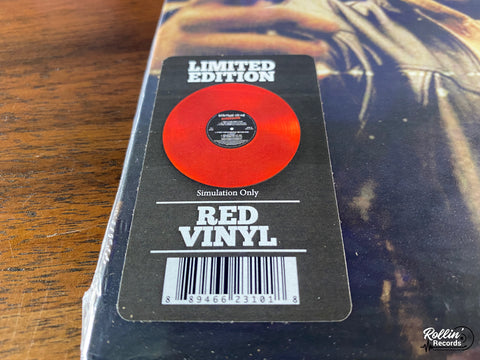 LIMITED
EDITION
Simulation Only
RED
VINYL
8 89466 23101 8
Rollin'
Records